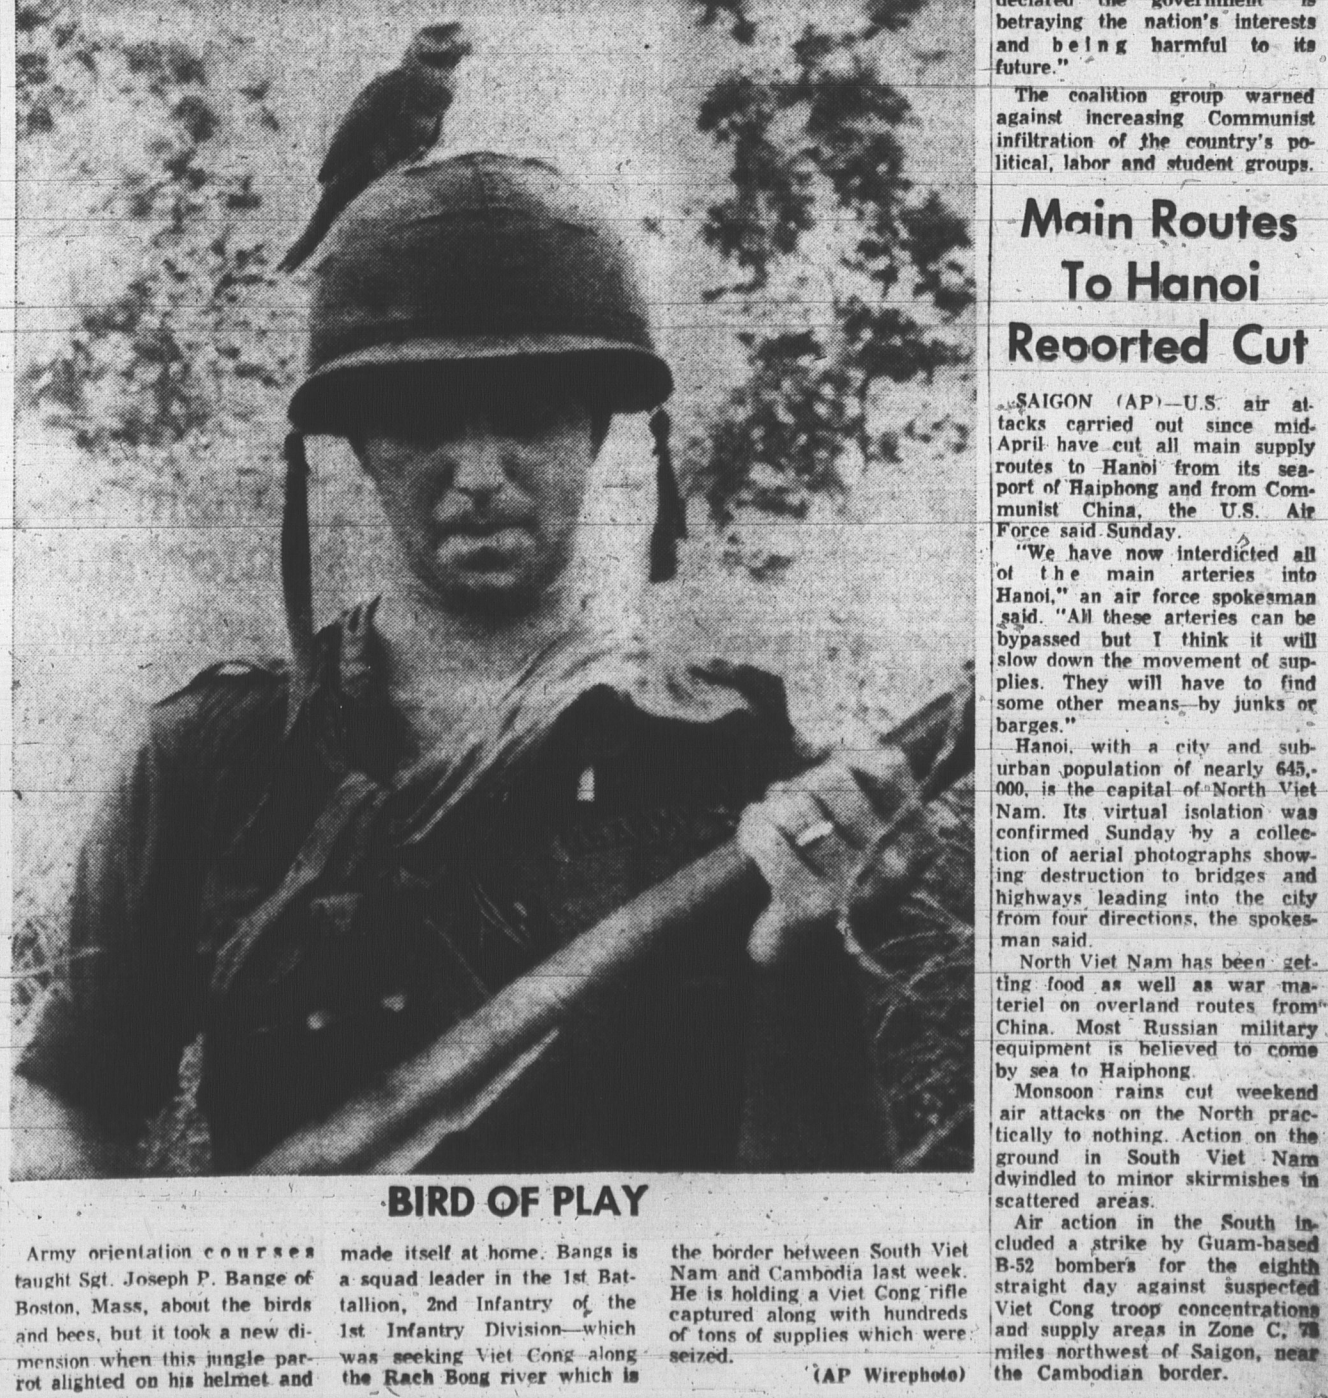 BIRD OF PLAY
Army orientation courses
taught Sgt. Joseph P. Bange of
Boston, Mass, about the birds
and bees, but it took a new di-
mension when this jungle par-
rot alighted on his helmet and
made itself at home. Bangs is
a squad leader in the 1st Bat-
tallion, 2nd Infantry of the
1st Infantry Division—which
was seeking Viet Cong along
the Rach Bong river which is
the border between South Viet
Nam and Cambodia last week.
He is holding a Viet Cong rifle
captured along with hundreds
of tons of supplies which were
seized.
(AP Wirephoto)
declared the government is
betraying the nation's interests
and being harmful to its
future."
The coalition group warned
against increasing Communist
infiltration of the country's po-
litical, labor and student groups.
Main Routes
To Hanoi
Reported Cut
SAIGON (AP)—U.S. air at-
tacks carried out since mid-
April have cut all main supply
routes to Hanoi from its sea-
port of Haiphong and from Com-
munist China, the U.S. Air
Force said Sunday.
"We have now interdicted all
of the main arteries into
Hanoi," an air force spokesman
said. "All these arteries can be
bypassed but I think it will
slow down the movement of sup-
plies. They will have to find
some other means—by junks or
barges."
Hanoi, with a city and sub-
urban population of nearly 645,-
000, is the capital of North Viet
Nam. Its virtual isolation was
confirmed Sunday by a collec-
tion of aerial photographs show-
ing destruction to bridges and
highways leading into the city
from four directions, the spokes-
man said.
North Viet Nam has been get-
ting food as well as war ma-
teriel on overland routes from
China. Most Russian military
equipment is believed to come
by sea to Haiphong.
Monsoon rains cut weekend
air attacks on the North prac-
tically to nothing. Action on the
ground in South Viet Nam
dwindled to minor skirmishes in
scattered areas.
Air action in the South in-
cluded a strike by Guam-based
B-52 bombers for the eighth
straight day against suspected
Viet Cong troop concentrations
and supply areas in Zone C,
miles northwest of Saigon, near
the Cambodian border.